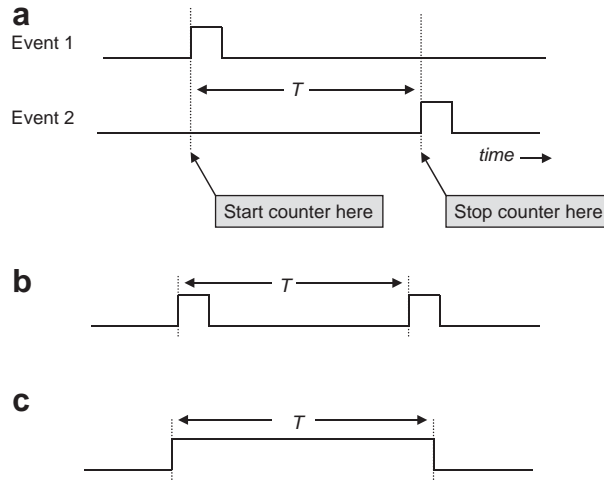 a
Event 1
T
Event 2
time
Start counter here
Stop counter here
b
T
c
T